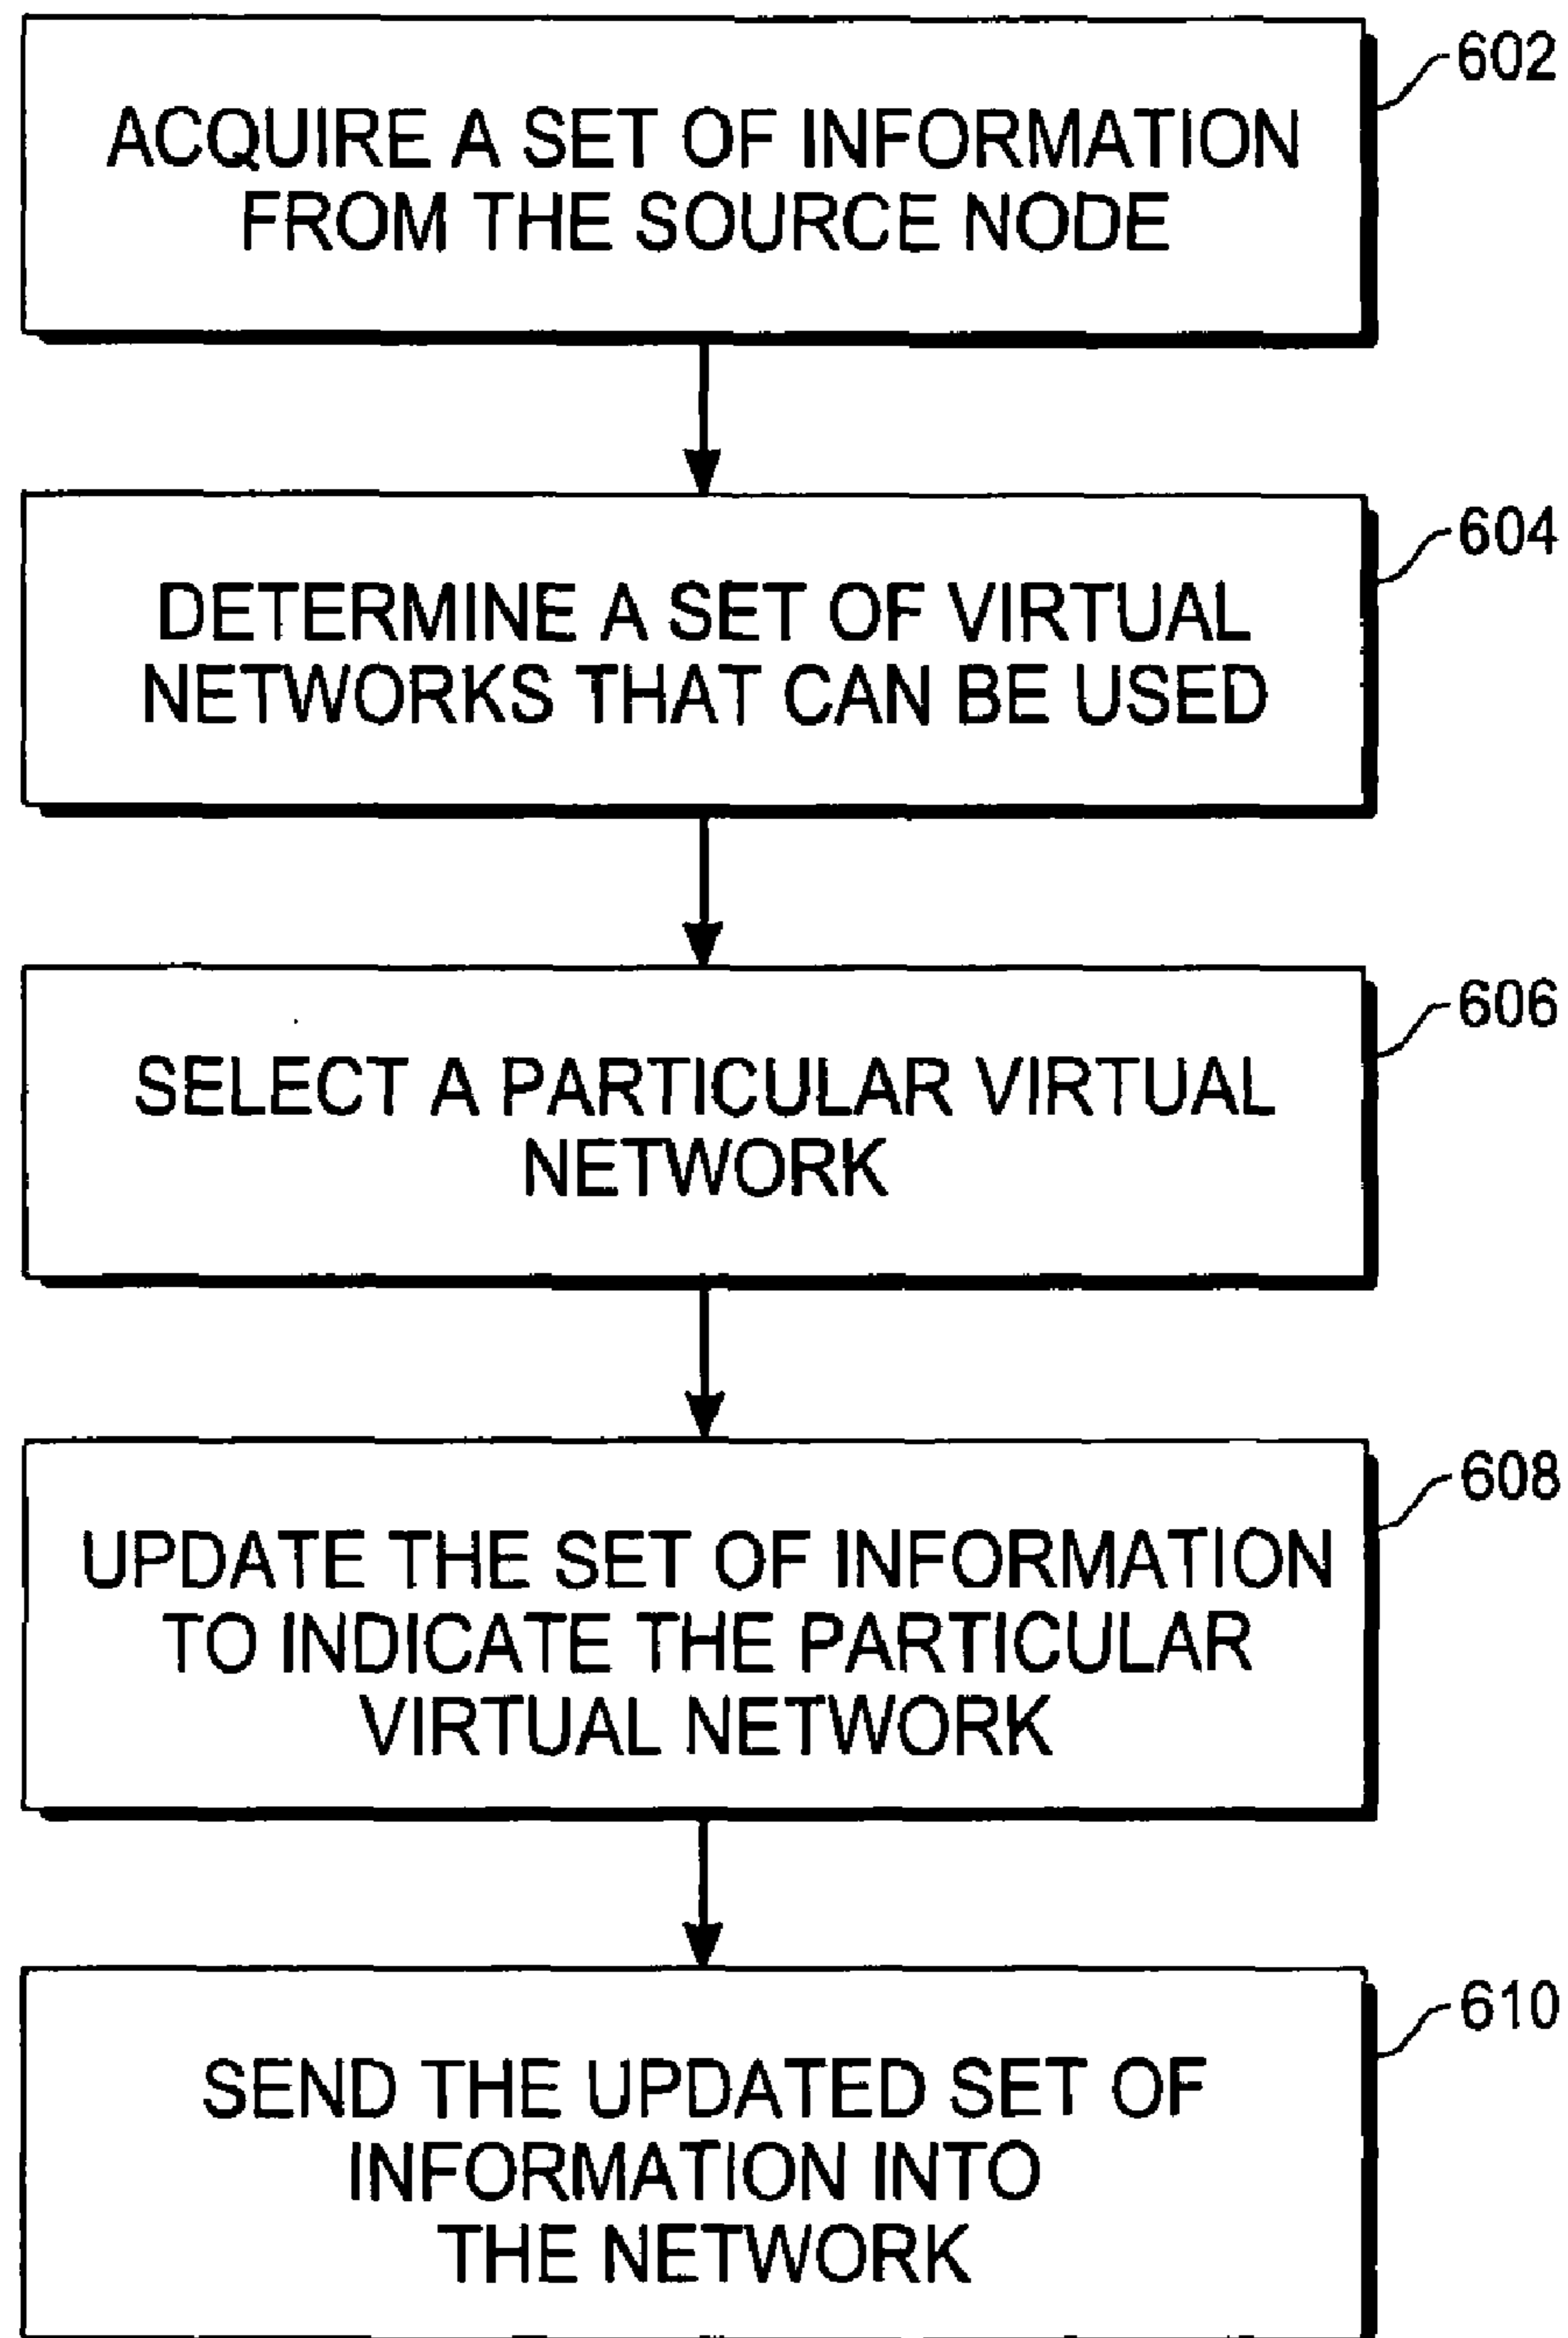 602
ACQUIRE A SET OF INFORMATION
FROM THE SOURCE NODE
604
DETERMINE A SET OF VIRTUAL
NETWORKS THAT CAN BE USED
606
SELECT A PARTICULAR VIRTUAL
NETWORK
608
UPDATE THE SET OF INFORMATION
TO INDICATE THE PARTICULAR
VIRTUAL NETWORK
610
SEND THE UPDATED SET OF
INFORMATION INTO
THE NETWORK